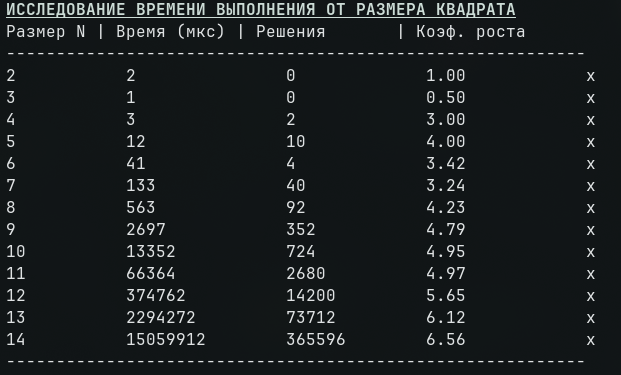 ИССЛЕДОВАНИЕ ВРЕМЕНИ ВЫПОЛНЕНИЯ ОТ РАЗМЕРА КВАДРАТА
Размер N | Время (мкс) | Решения | Коэф. роста
----------------------------------------------------------
2 2 0 1.00 x
3 1 0 0.50 x
4 3 2 3.00 x
5 12 10 4.00 x
6 41 4 3.42 x
7 133 40 3.24 x
8 563 92 4.23 x
9 2697 352 4.79 x
10 13352 724 4.95 x
11 66364 2680 4.97 x
12 374762 14200 5.65 x
13 2294272 73712 6.12 x
14 15059912 365596 6.56 x
----------------------------------------------------------